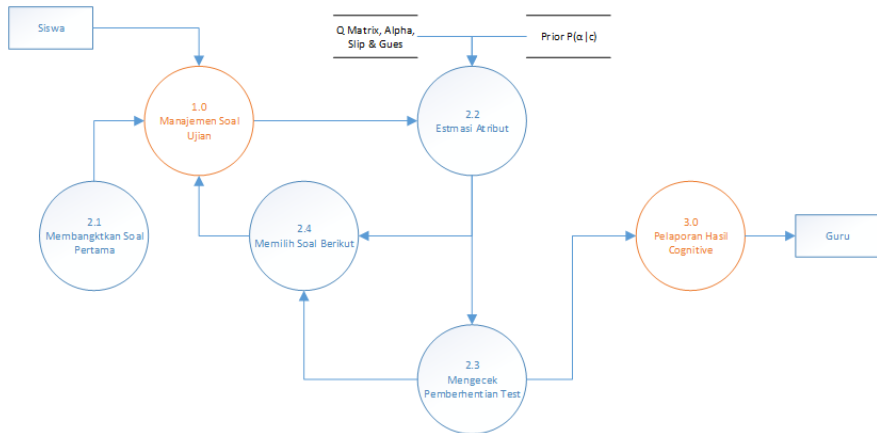 Siswa
Q Matrix, Alpha,
Slip & Gues
Prior P(α|c)
1.0
Manajemen Soal
Ujian
2.2
Estmasi Atribut
2.1
Membangktkan Soal
Pertama
2.4
Memilih Soal Berikut
3.0
Pelaporan Hasil
Cognitive
Guru
2.3
Mengecek
Pemberhentian Test